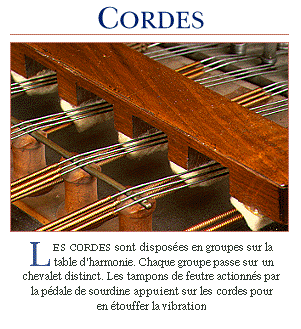 CORDES
LES CORDES sont disposées en groupes sur la
table d'harmonie. Chaque groupe passe sur un
chevalet distinct. Les tampons de feutre actionnés par
la pédale de sourdine appuient sur les cordes pour
en étouffer la vibration